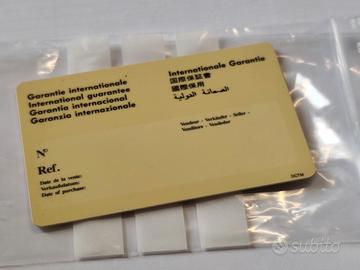 Garantie internationale
International guarantee
Garantía internacional
Garanzia internazionale
Internationale Garantie
国際保証書
國際保用
الضمانة الدولية
Vendeur - Verkäufer - Seller -
Venditore - Vendedor
N°
Ref.
Date de la vente:
Verkaufsdatum:
Date of purchase:
subito